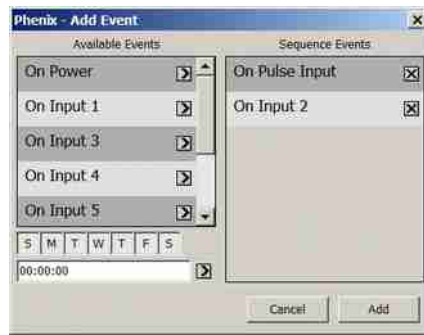 Phenix - Add Event
Available Events
Sequence Events
On Power
On Input 1
On Input 3
On Input 4
On Input 5
On Pulse Input
On Input 2
S M T W T F S
00:00:00
Cancel
Add